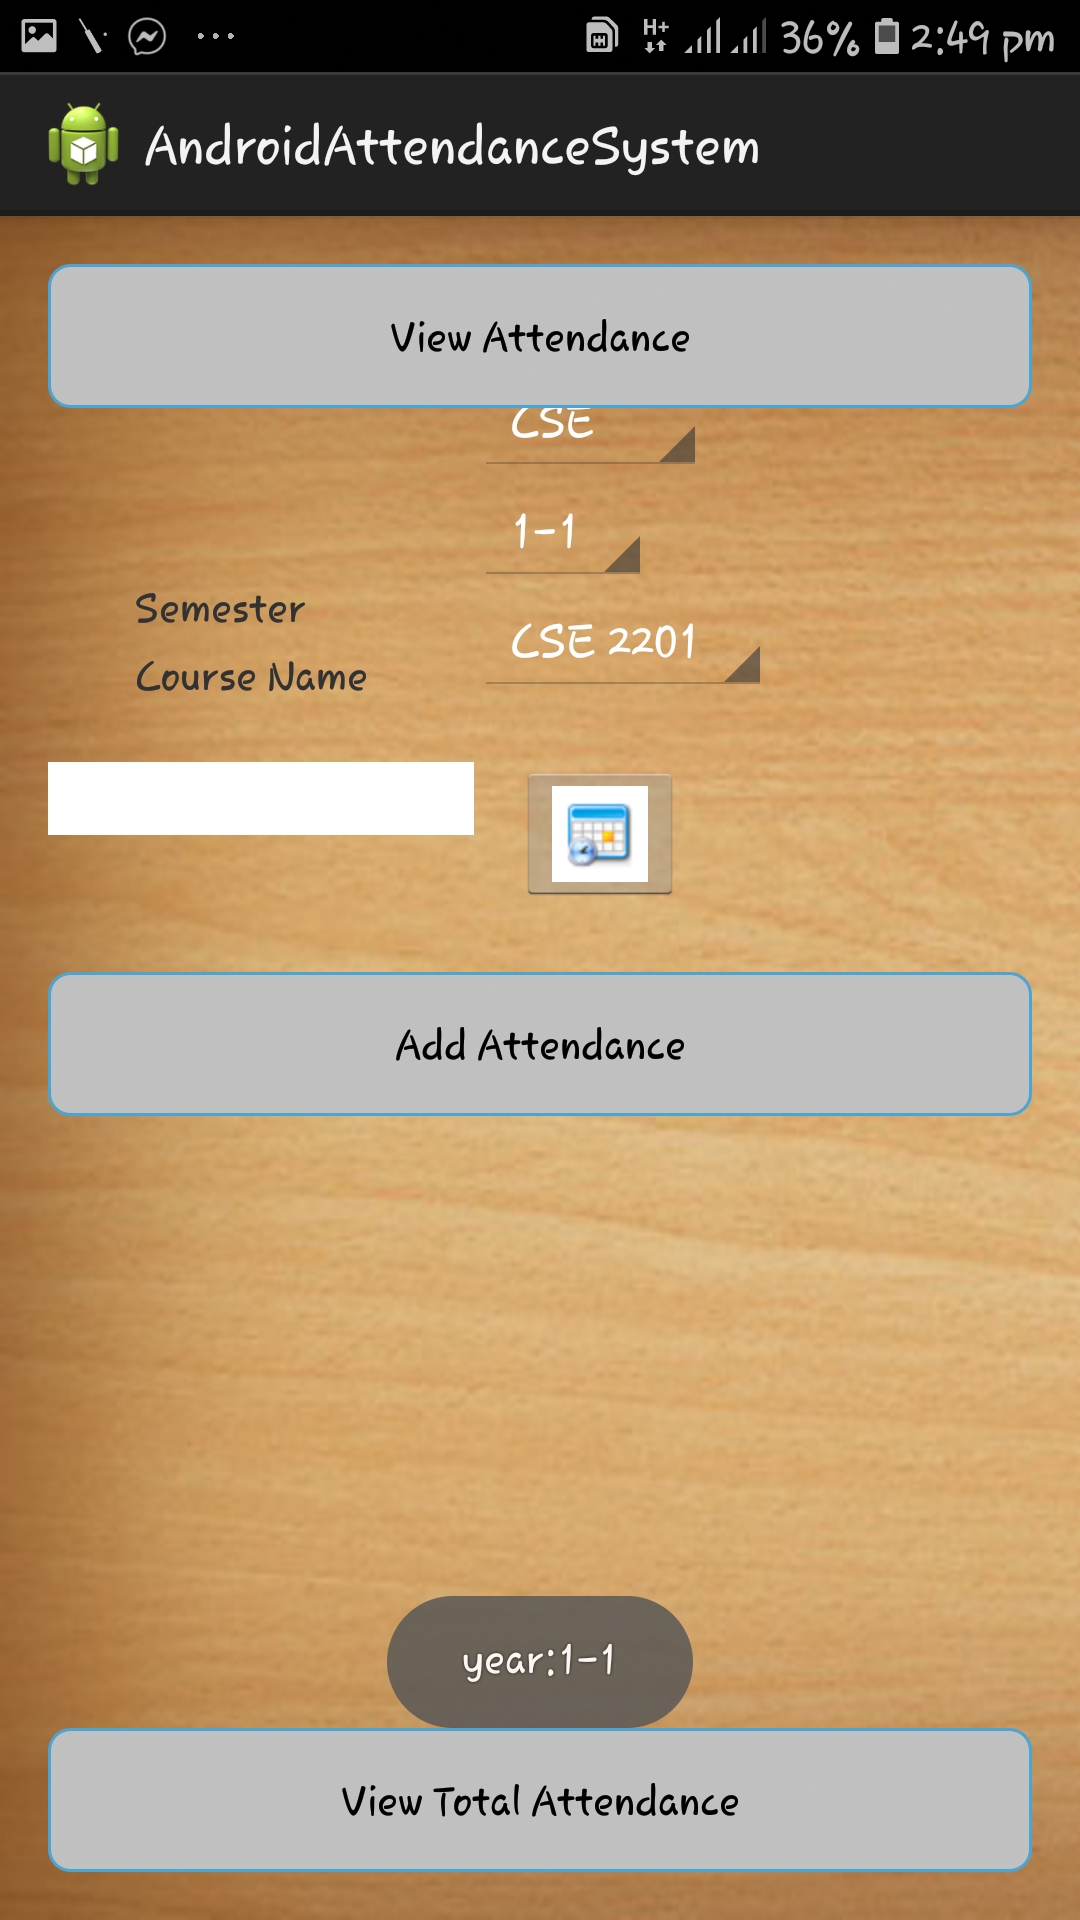 H+ 36% 2:49 pm
AndroidAttendanceSystem
View Attendance
CSE
1-1
Semester
CSE 2201
Course Name
Add Attendance
year:1-1
View Total Attendance